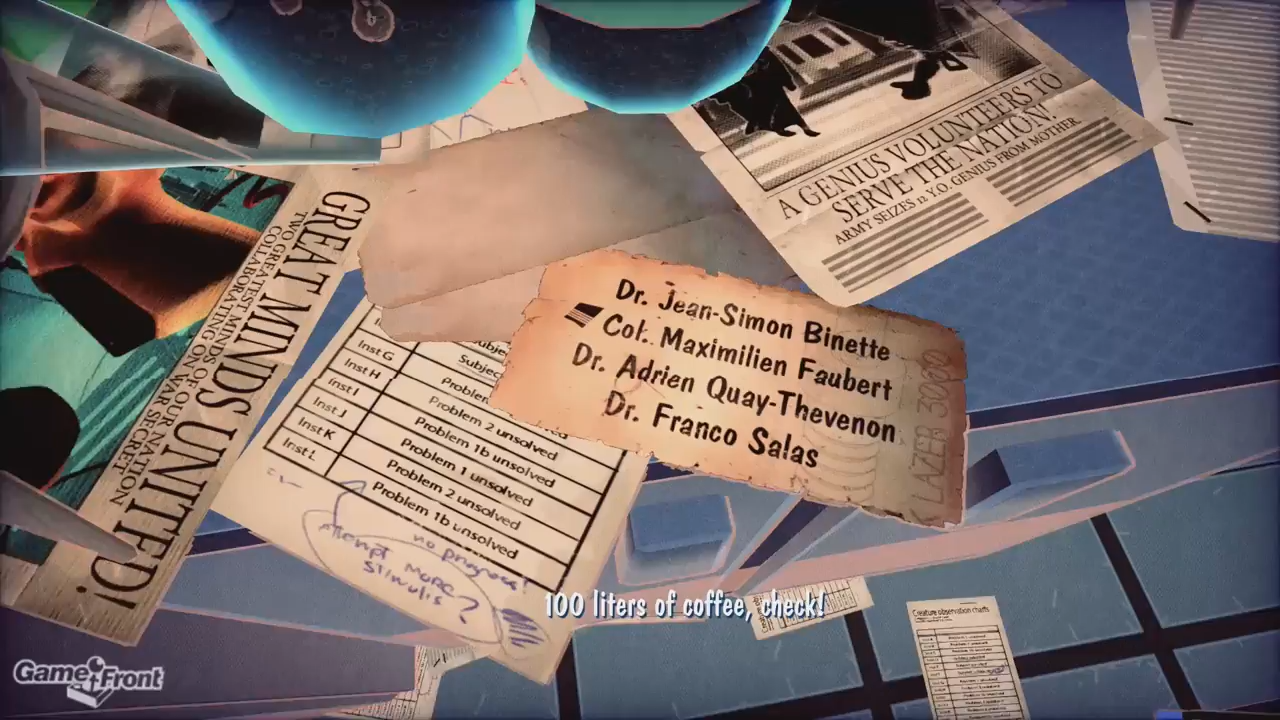 A GENIUS VOLUNTEERS TO
SERVE THE NATION!
ARMY SEIZES 12 Y.O. GENIUS FROM MOTHER
GREAT MINDS UNITED!
TWO GREATEST MINDS OF OUR NATION
COLLABORATING ON WAR SECRET
Dr. Jean-Simon Binette
Col. Maximilien Faubert
Dr. Adrien Quay-Thevenon
Dr. Franco Salas
LAZER 3000
Inst G
Inst H
Inst I
Inst J
Inst K
Inst L
Problem 2 unsolved
Problem 1b unsolved
Problem 1 unsolved
Problem 2 unsolved
Problem 1b unsolved
no progress!
Attempt more
stimulis?
100 liters of coffee, check!
Creature observation charts
GameFront